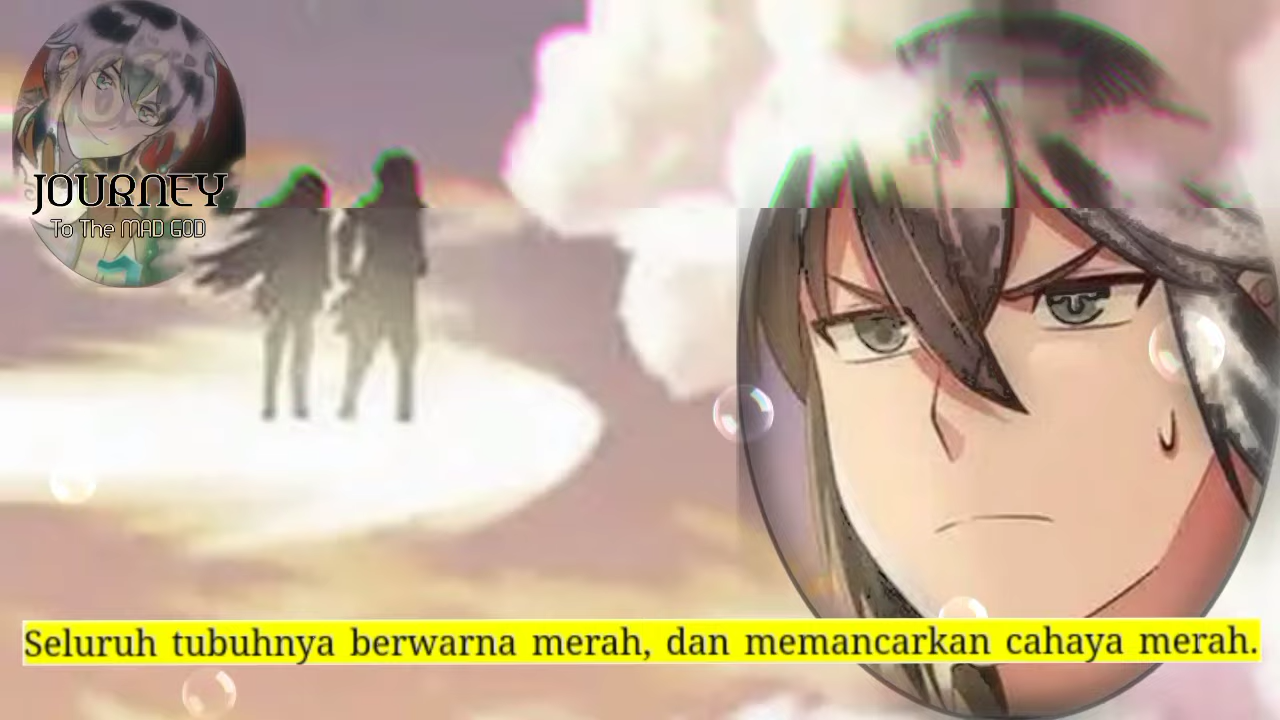 JOURNEY
To The MAD GOD
Seluruh tubuhnya berwarna merah, dan memancarkan cahaya merah.